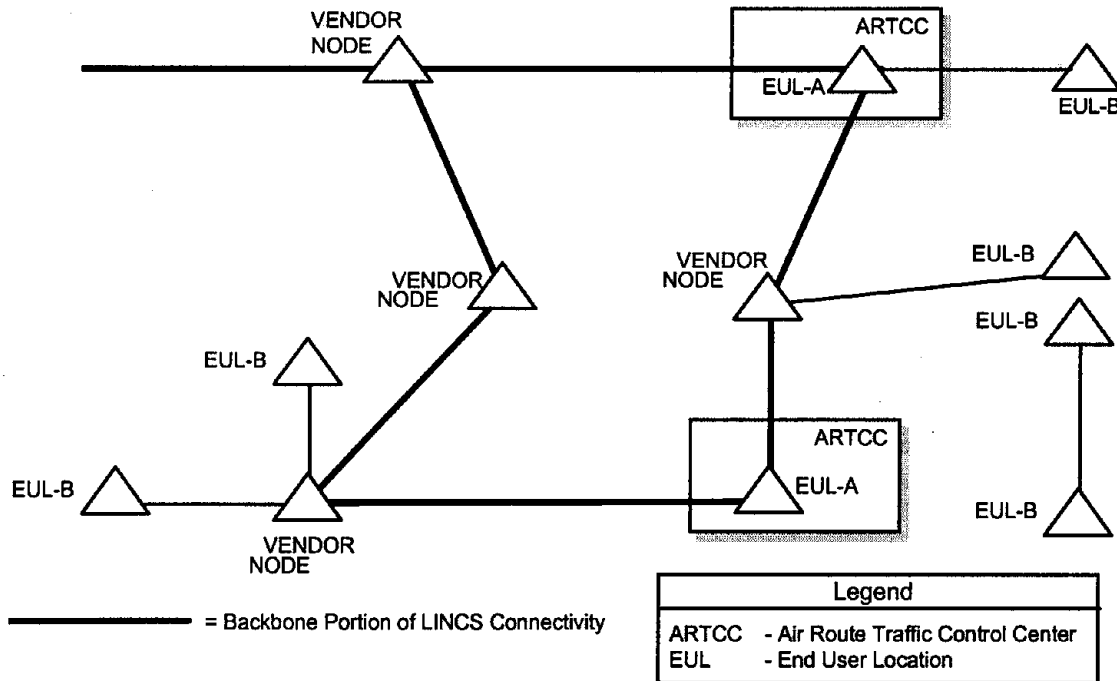 VENDOR
NODE
ARTCC
EUL-A
EUL-B
VENDOR
NODE
VENDOR
NODE
EUL-B
EUL-B
EUL-B
ARTCC
EUL-B
EUL-A
EUL-B
VENDOR
NODE
= Backbone Portion of LINCS Connectivity
Legend
ARTCC - Air Route Traffic Control Center
EUL - End User Location